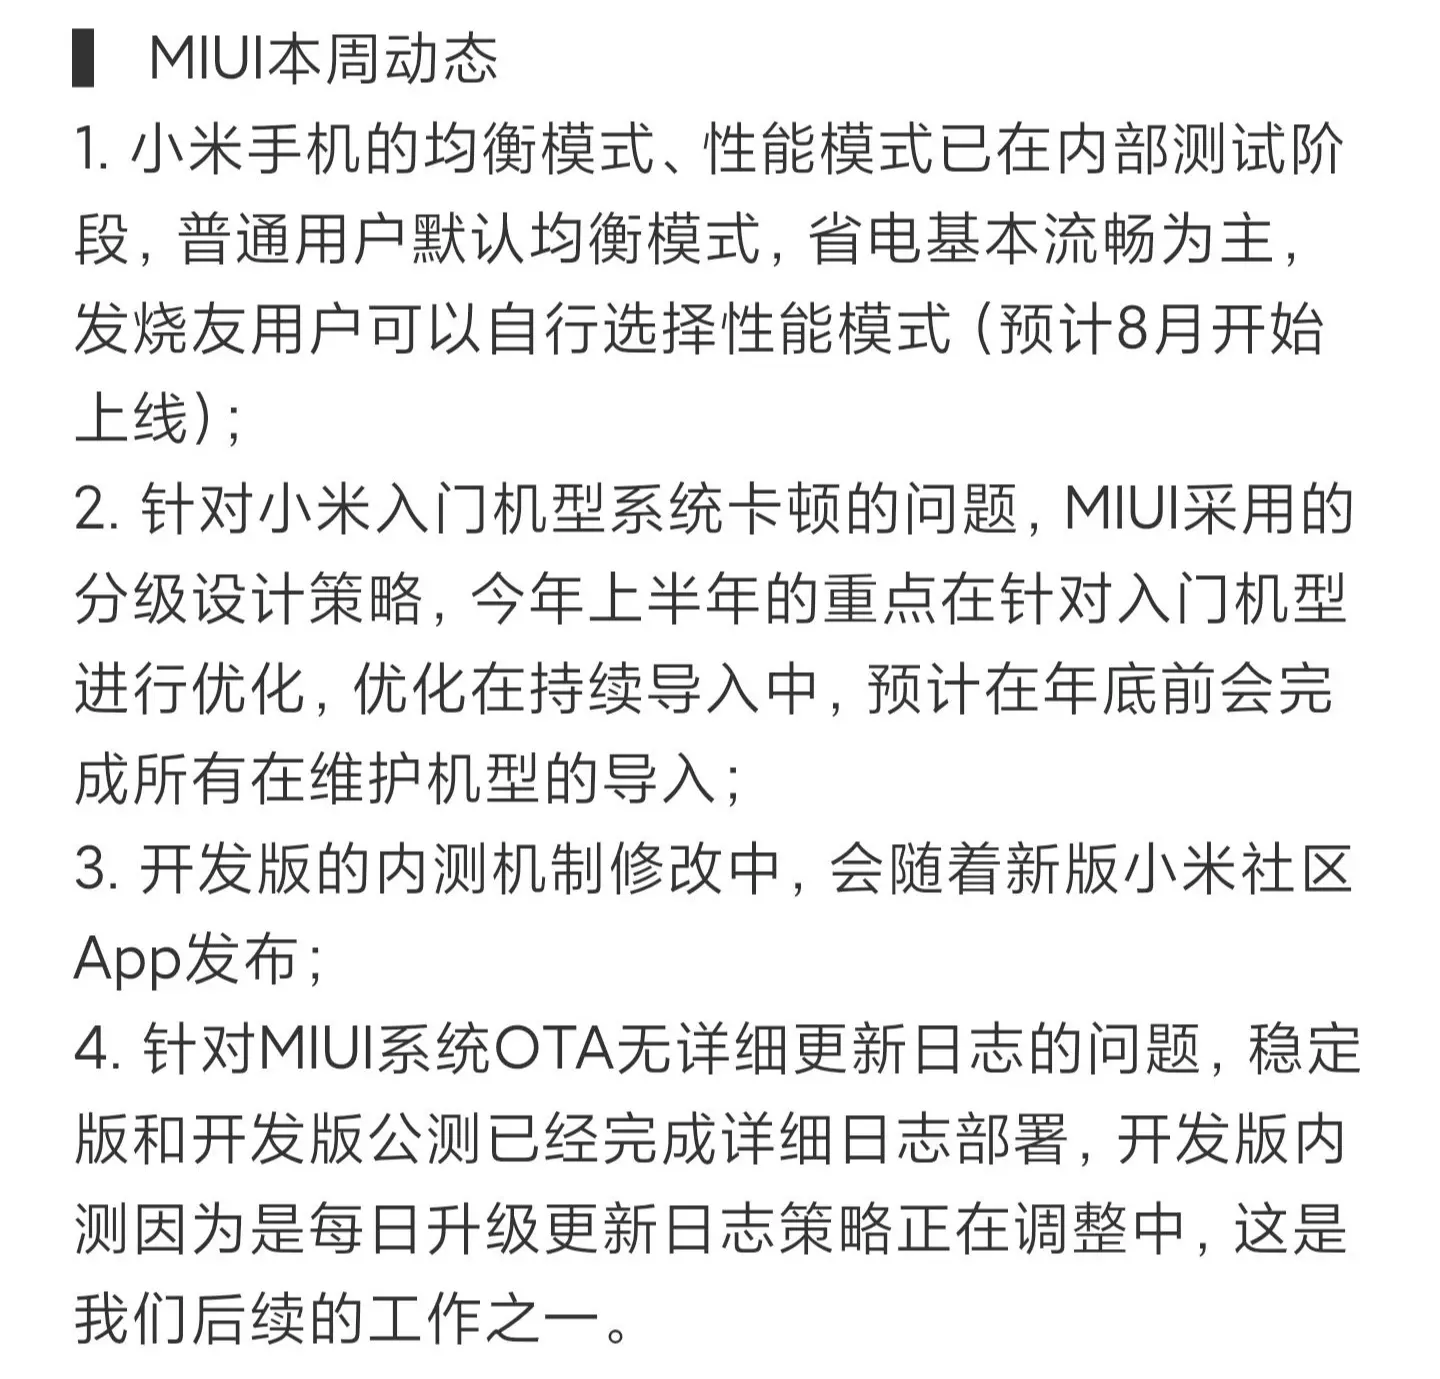 MIUI本周动态
1. 小米手机的均衡模式、性能模式已在内部测试阶
段，普通用户默认均衡模式，省电基本流畅为主，
发烧友用户可以自行选择性能模式（预计8月开始
上线）；
2. 针对小米入门机型系统卡顿的问题，MIUI采用的
分级设计策略，今年上半年的重点在针对入门机型
进行优化，优化在持续导入中，预计在年底前会完
成所有在维护机型的导入；
3. 开发版的内测机制修改中，会随着新版小米社区
App发布；
4. 针对MIUI系统OTA无详细更新日志的问题，稳定
版和开发版公测已经完成详细日志部署，开发版内
测因为是每日升级更新日志策略正在调整中，这是
我们后续的工作之一。